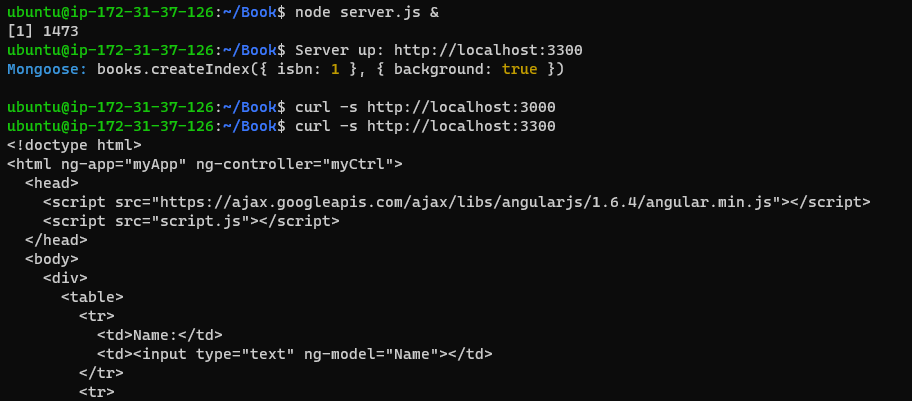 ubuntu@ip-172-31-37-126:~/Book$ node server.js &
[1] 1473
ubuntu@ip-172-31-37-126:~/Book$ Server up: http://localhost:3300
Mongoose: books.createIndex({ isbn: 1 }, { background: true })
ubuntu@ip-172-31-37-126:~/Book$ curl -s http://localhost:3000
ubuntu@ip-172-31-37-126:~/Book$ curl -s http://localhost:3300
<!doctype html>
<html ng-app="myApp" ng-controller="myCtrl">
  <head>
    <script src="https://ajax.googleapis.com/ajax/libs/angularjs/1.6.4/angular.min.js"></script>
    <script src="script.js"></script>
  </head>
  <body>
    <div>
      <table>
        <tr>
          <td>Name:</td>
          <td><input type="text" ng-model="Name"></td>
        </tr>
        <tr>